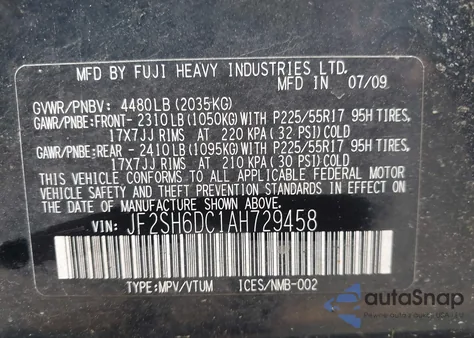 MFD BY FUJI HEAVY INDUSTRIES LTD.
MFD IN 07/09
GVWR/PNBV: 4480LB (2035KG)
GAWR/PNBE:FRONT- 2310LB (1050KG)WITH P225/55R17 95H TIRES,
17X7JJ RIMS AT 220 KPA (32 PSI)COLD
GAWR/PNBE:REAR - 2410LB (1095KG)WITH P225/55R17 95H TIRES,
17X7JJ RIMS AT 210 KPA (30 PSI)COLD
THIS VEHICLE CONFORMS TO ALL APPLICABLE FEDERAL MOTOR
VEHICLE SAFETY AND THEFT PREVENTION STANDARDS IN EFFECT
ON THE DATE OF MANUFACTURE SHOWN ABOVE.
VIN: JF2SH6DC1AH729458
TYPE:MPV/VTUM ICES/NMB-002
autoSnap